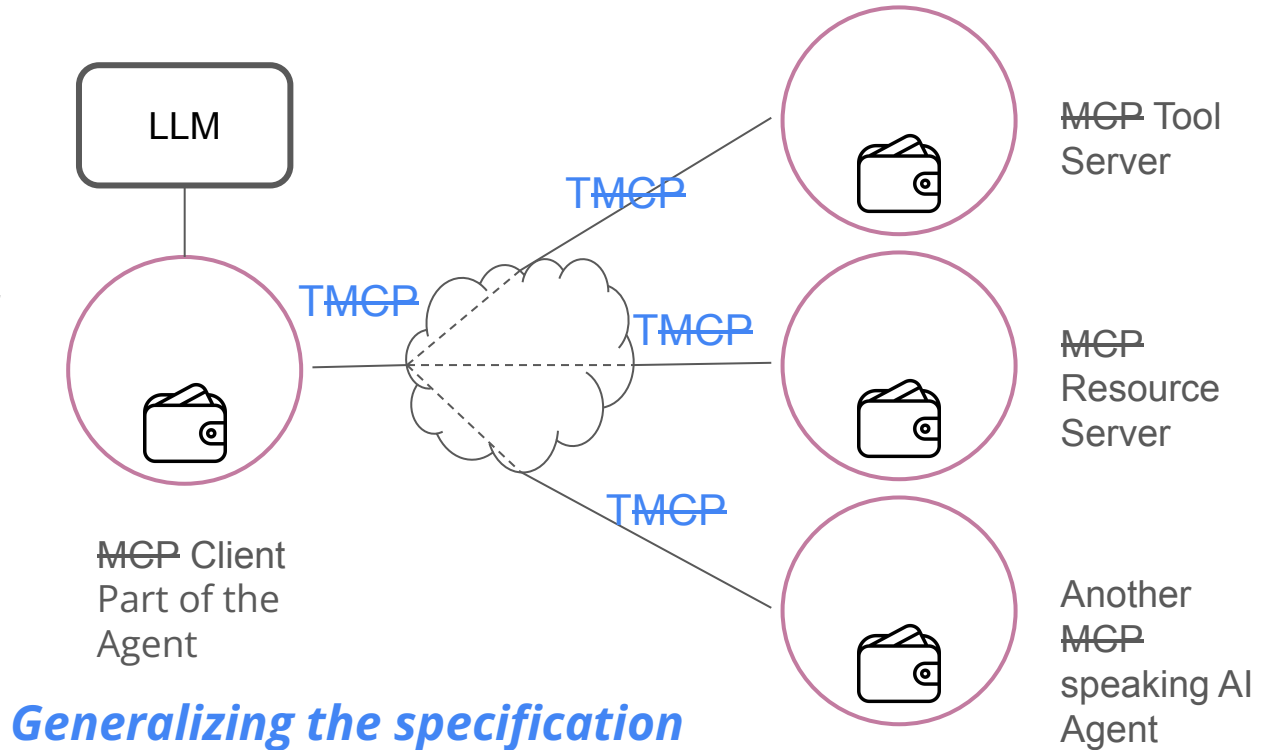 LLM
MCP Tool
Server
TMCP
TMCP
TMCP
MCP
Resource
Server
TMCP
MCP Client
Part of the
Agent
Another
MCP
speaking AI
Agent
Generalizing the specification